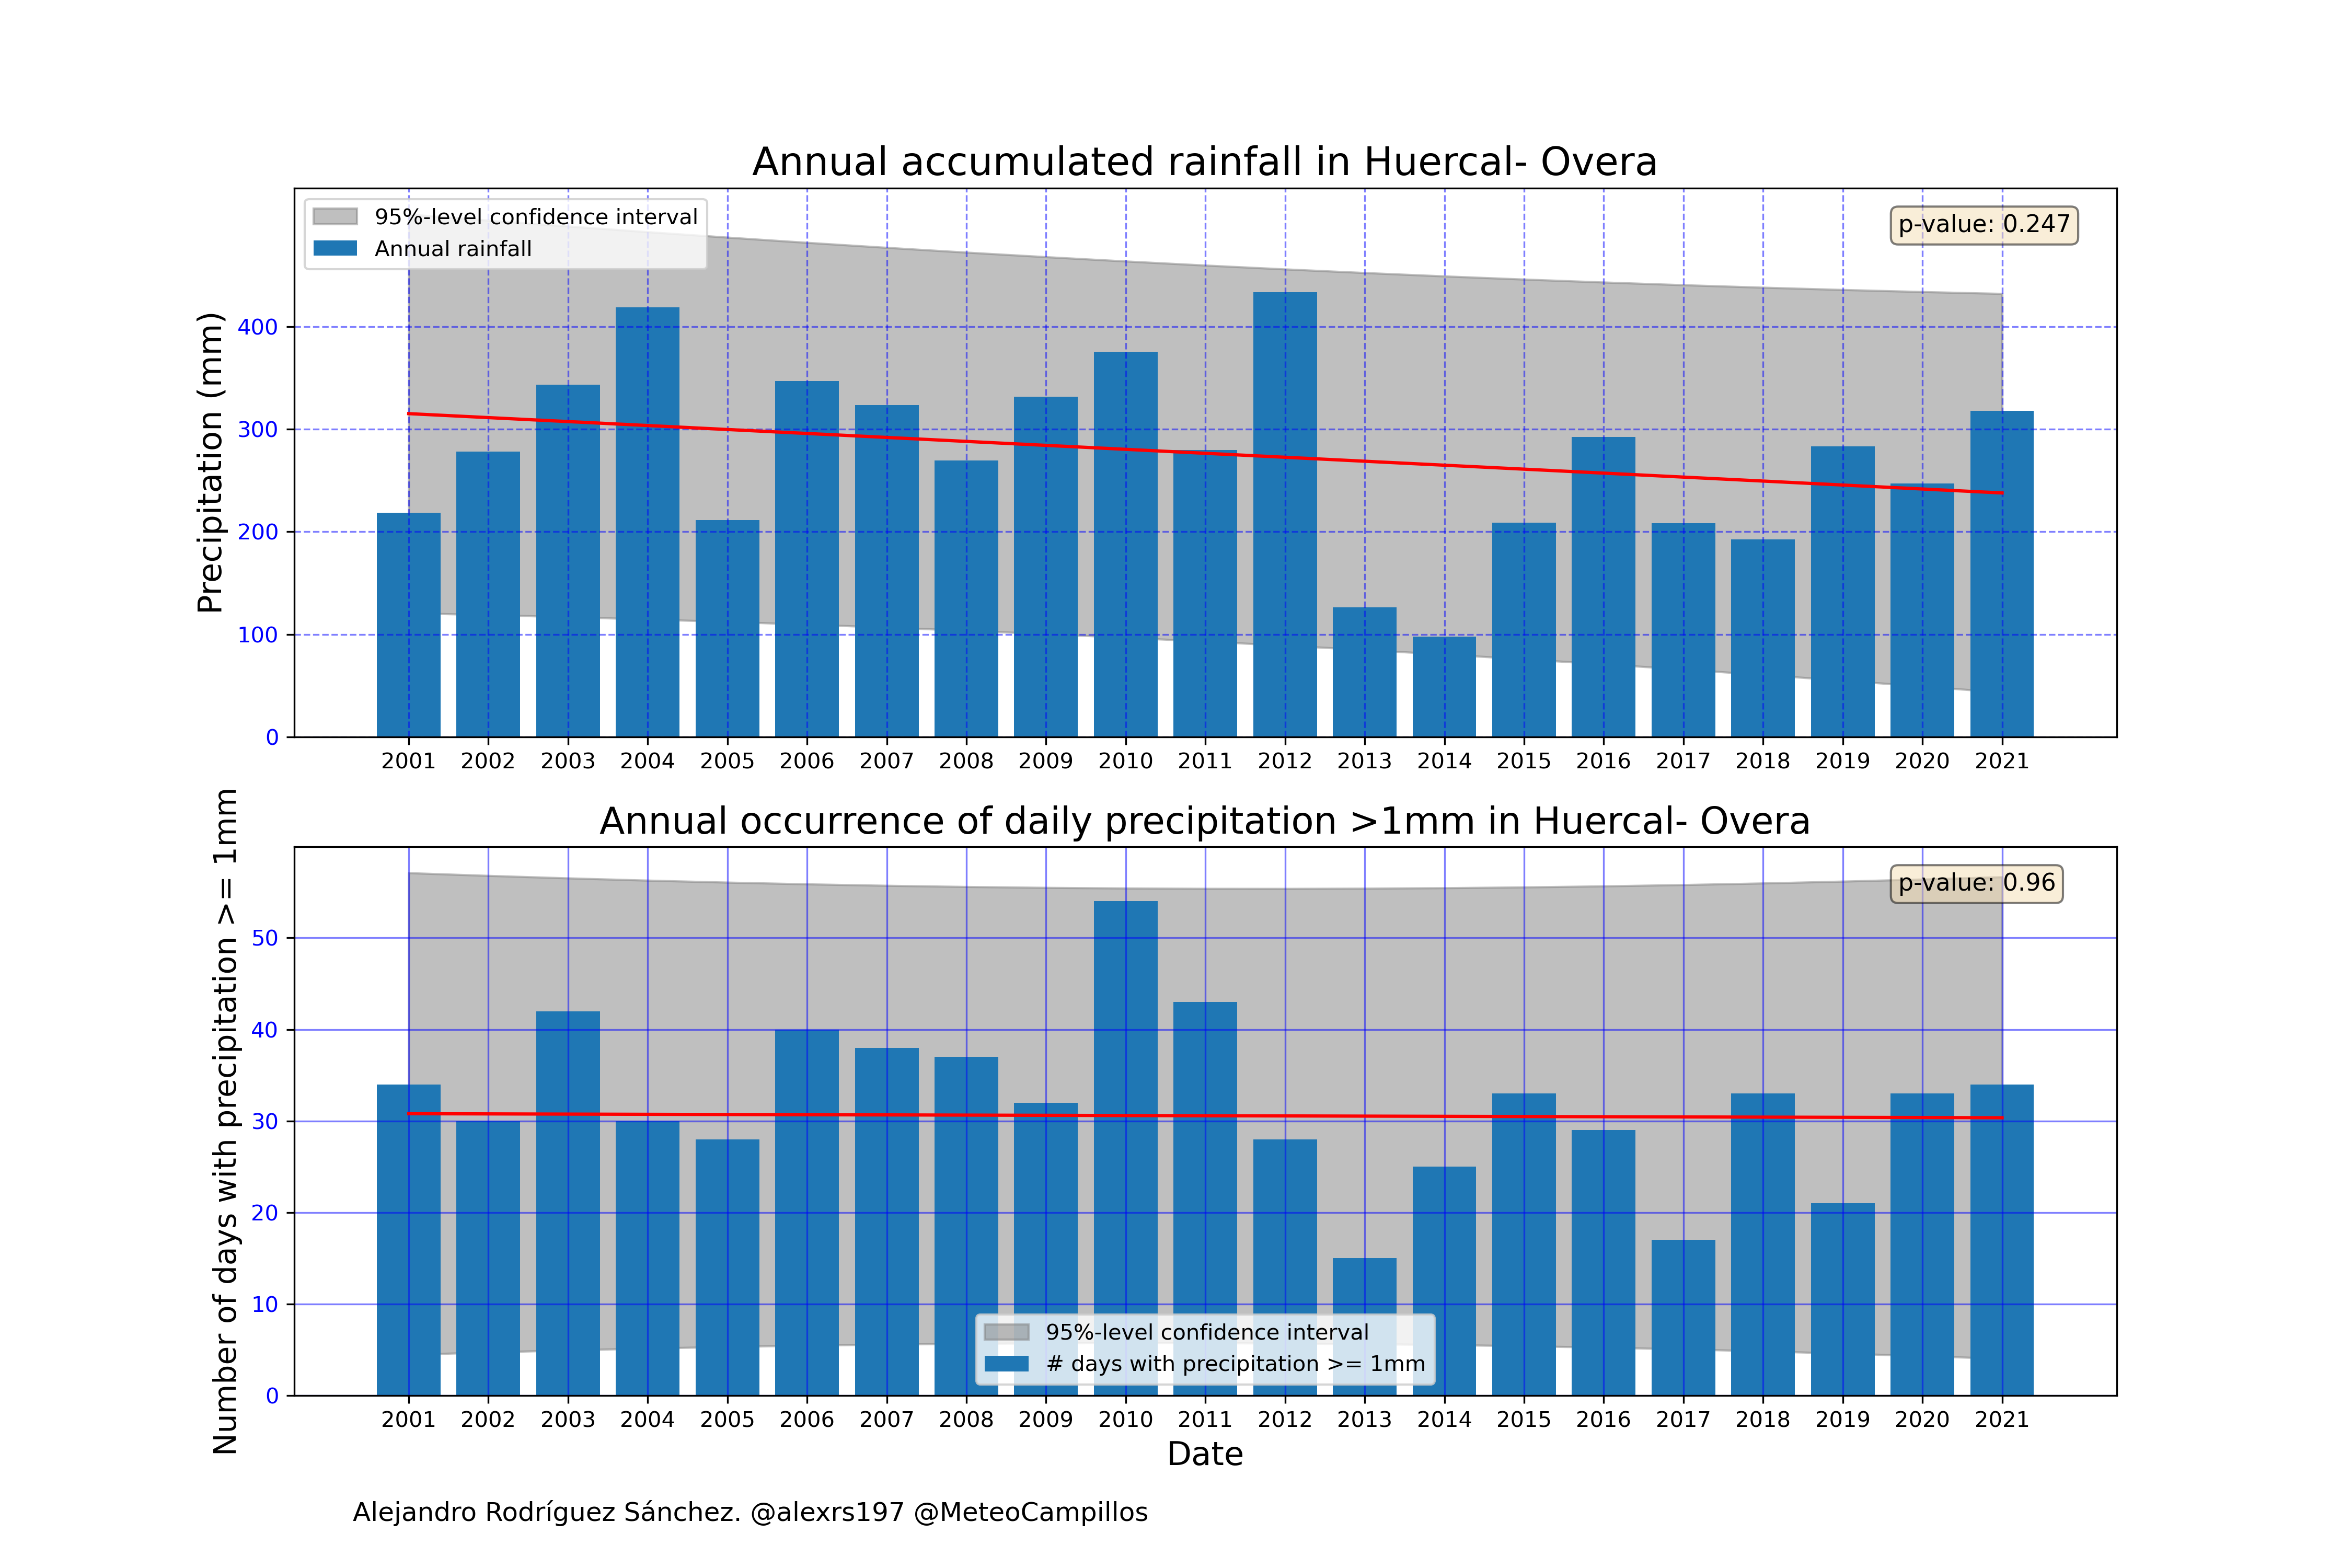 Annual accumulated rainfall in Huercal- Overa
95%-level confidence interval
Annual rainfall
p-value: 0.247
Precipitation (mm)
400
300
200
100
0
2001 2002 2003 2004 2005 2006 2007 2008 2009 2010 2011 2012 2013 2014 2015 2016 2017 2018 2019 2020 2021
Annual occurrence of daily precipitation >1mm in Huercal- Overa
p-value: 0.96
Number of days with precipitation >= 1mm
50
40
30
20
10
0
95%-level confidence interval
# days with precipitation >= 1mm
2001 2002 2003 2004 2005 2006 2007 2008 2009 2010 2011 2012 2013 2014 2015 2016 2017 2018 2019 2020 2021
Date
Alejandro Rodríguez Sánchez. @alexrs197 @MeteoCampillos